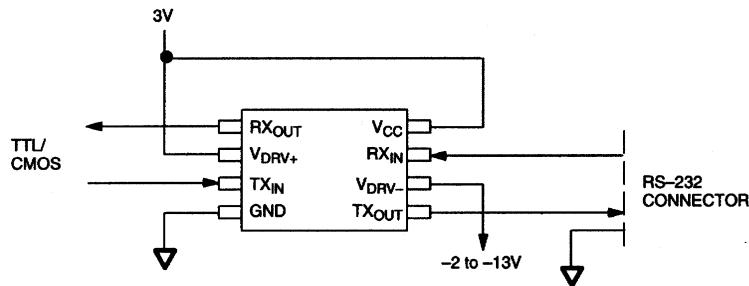 3V
RXOUT VCC
TTL/
CMOS
VDRV+ RXIN
TXIN VDRV–
RS–232
CONNECTOR
GND TXOUT
–2 to –13V